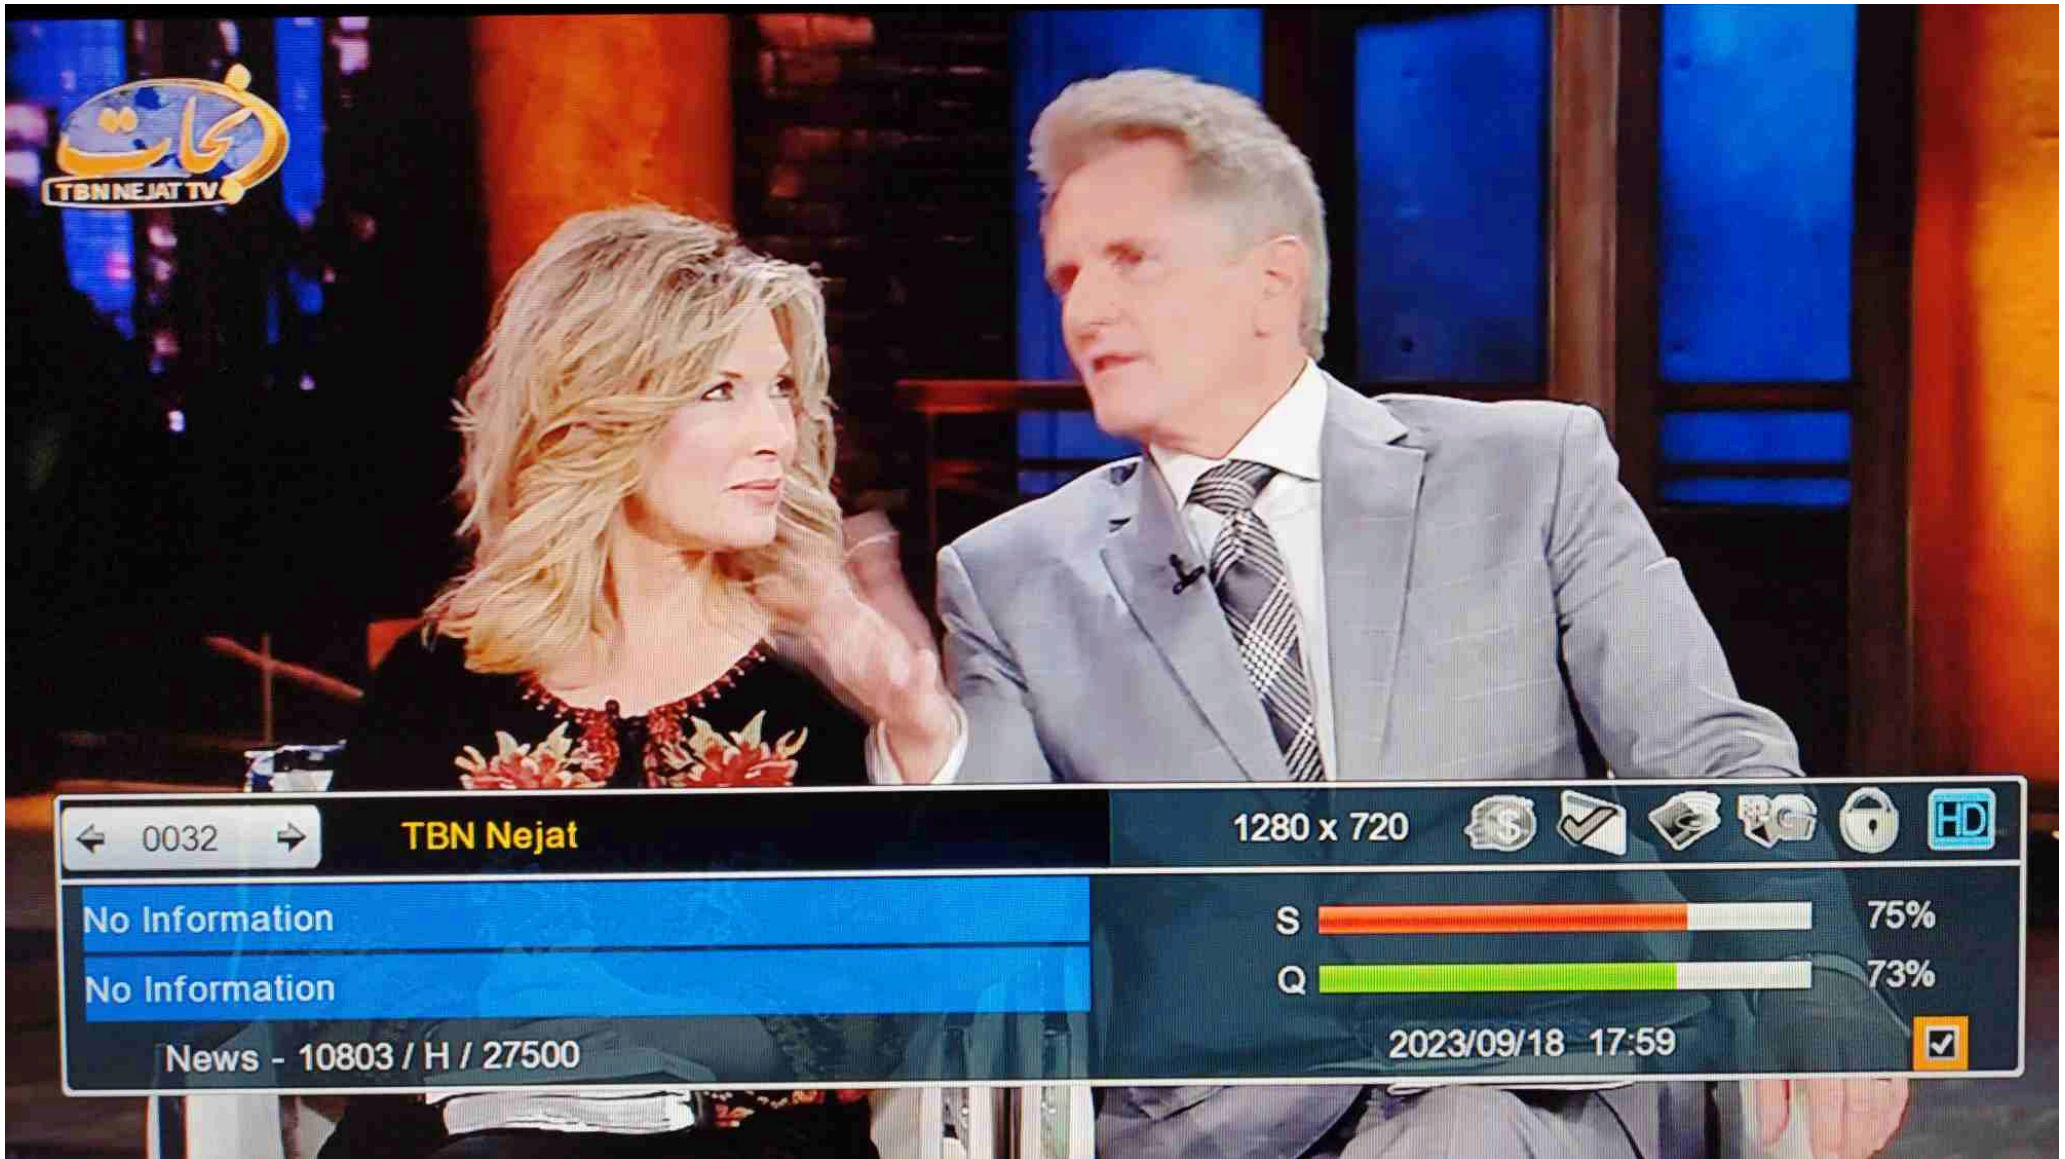 نجات
TBN NEJAT TV
0032
TBN Nejat
1280 x 720
$
HD
No Information
S
75%
No Information
Q
73%
News - 10803 / H / 27500
2023/09/18 17:59